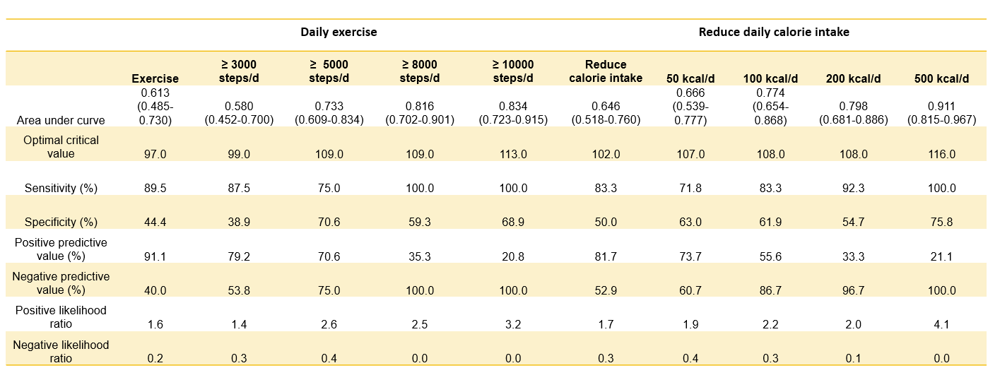 Daily exercise Reduce daily calorie intake
Exercise ≥ 3000 steps/d ≥ 5000 steps/d ≥ 8000 steps/d ≥ 10000 steps/d Reduce calorie intake 50 kcal/d 100 kcal/d 200 kcal/d 500 kcal/d
Area under curve 0.613 (0.485-0.730) 0.580 (0.452-0.700) 0.733 (0.609-0.834) 0.816 (0.702-0.901) 0.834 (0.723-0.915) 0.646 (0.518-0.760) 0.666 (0.539-0.777) 0.774 (0.654-0.868) 0.798 (0.681-0.886) 0.911 (0.815-0.967)
Optimal critical value 97.0 99.0 109.0 109.0 113.0 102.0 107.0 108.0 108.0 116.0
Sensitivity (%) 89.5 87.5 75.0 100.0 100.0 83.3 71.8 83.3 92.3 100.0
Specificity (%) 44.4 38.9 70.6 59.3 68.9 50.0 63.0 61.9 54.7 75.8
Positive predictive value (%) 91.1 79.2 70.6 35.3 20.8 81.7 73.7 55.6 33.3 21.1
Negative predictive value (%) 40.0 53.8 75.0 100.0 100.0 52.9 60.7 86.7 96.7 100.0
Positive likelihood ratio 1.6 1.4 2.6 2.5 3.2 1.7 1.9 2.2 2.0 4.1
Negative likelihood ratio 0.2 0.3 0.4 0.0 0.0 0.3 0.4 0.3 0.1 0.0